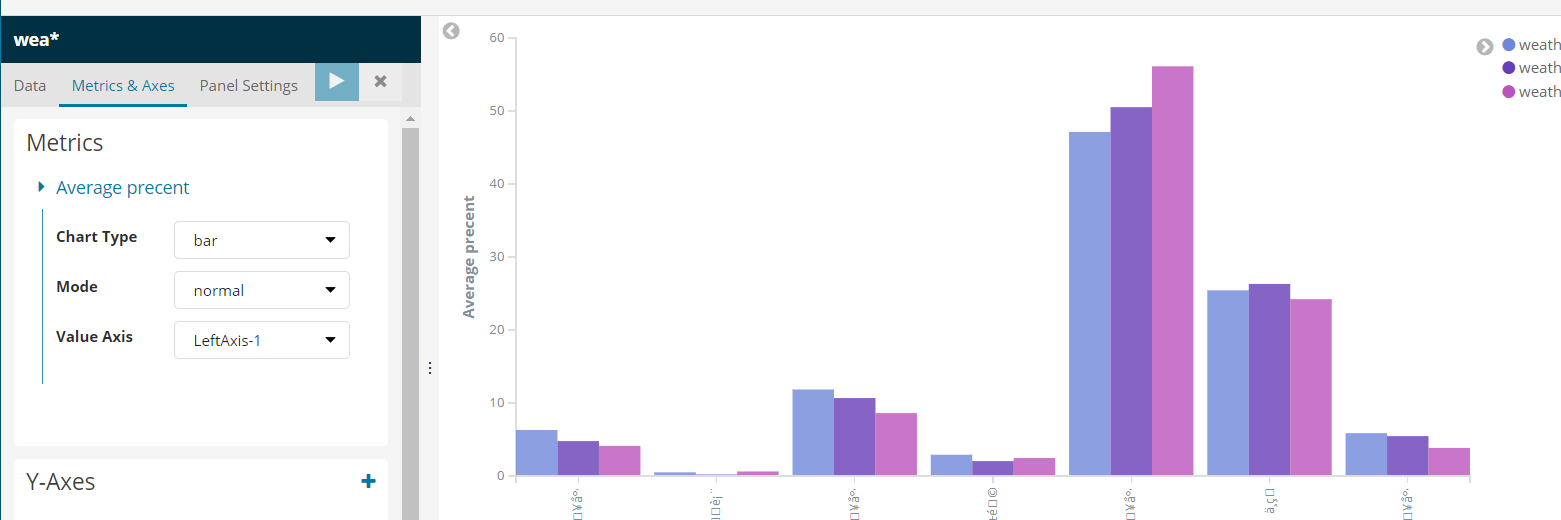 wea*
Data Metrics & Axes Panel Settings
Metrics
Average precent
Chart Type bar
Mode normal
Value Axis LeftAxis-1
Y-Axes
60
50
40
30
20
10
0
Average precent
weath
weath
weath